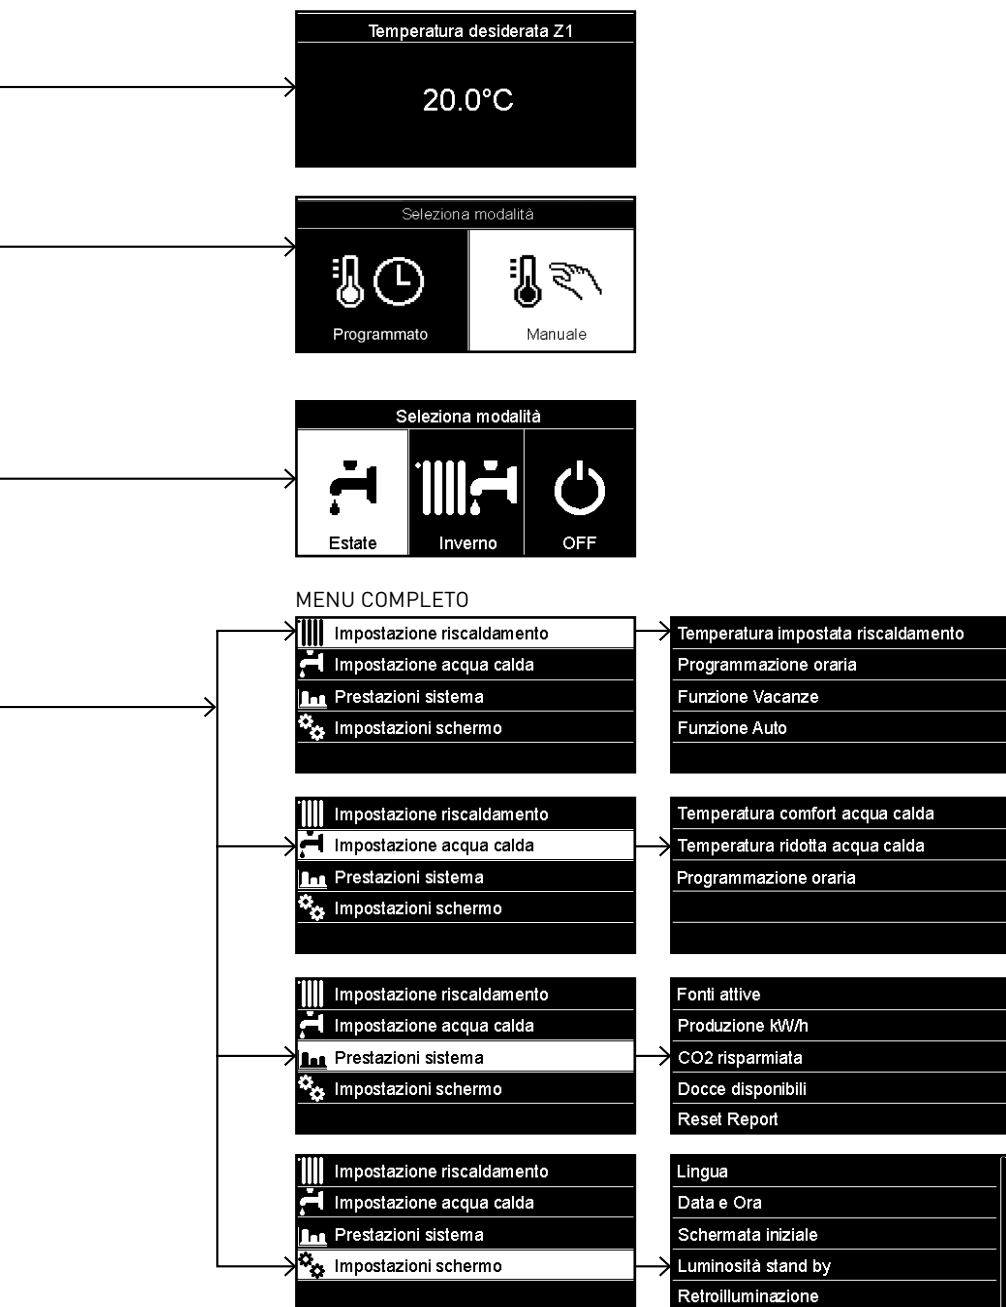 Temperatura desiderata Z1
20.0°C
Seleziona modalità
Programmato
Manuale
Seleziona modalità
Estate
Inverno
OFF
MENU COMPLETO
Impostazione riscaldamento
Impostazione acqua calda
Prestazioni sistema
Impostazioni schermo
Temperatura impostata riscaldamento
Programmazione oraria
Funzione Vacanze
Funzione Auto
Impostazione riscaldamento
Impostazione acqua calda
Prestazioni sistema
Impostazioni schermo
Temperatura comfort acqua calda
Temperatura ridotta acqua calda
Programmazione oraria
Impostazione riscaldamento
Impostazione acqua calda
Prestazioni sistema
Impostazioni schermo
Fonti attive
Produzione kW/h
CO2 risparmiata
Docce disponibili
Reset Report
Impostazione riscaldamento
Impostazione acqua calda
Prestazioni sistema
Impostazioni schermo
Lingua
Data e Ora
Schermata iniziale
Luminosità stand by
Retroilluminazione